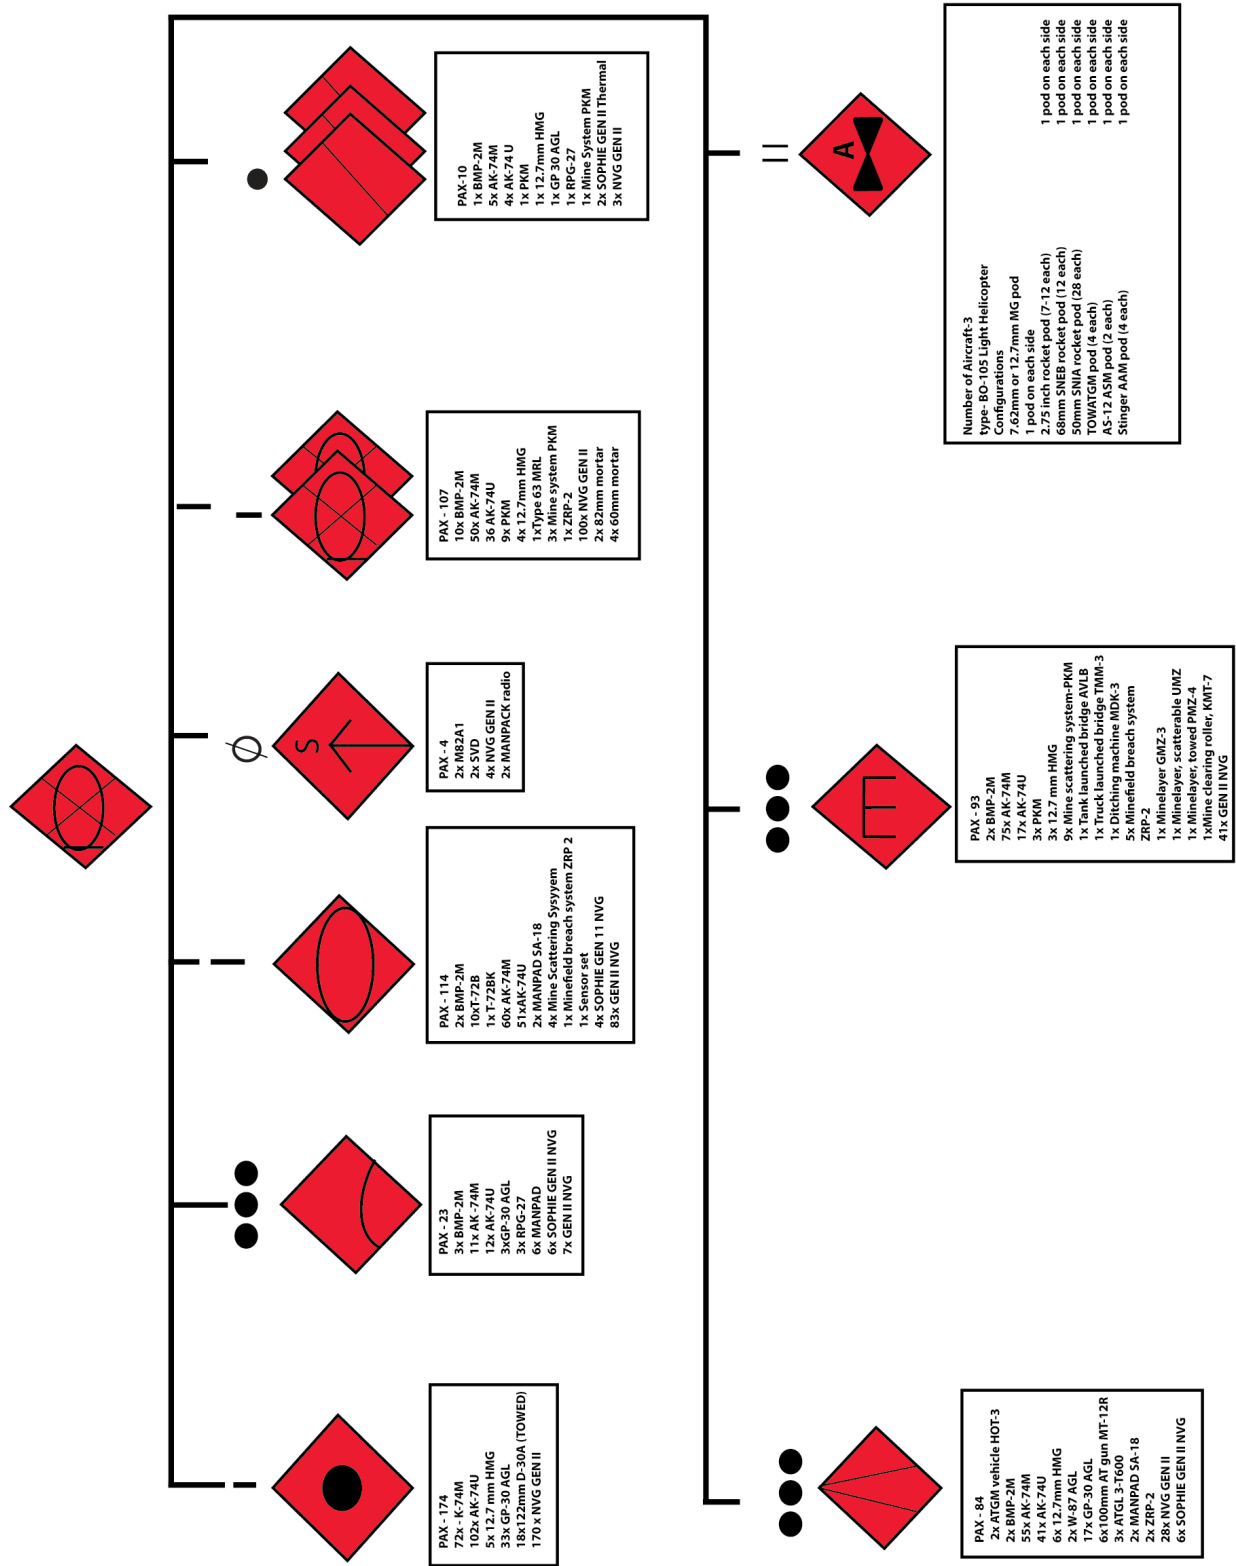 PAX - 174
72x - K-74M
102x AK-74U
5x 12.7 mm HMG
33x GP-30 AGL
18x122mm D-30A (TOWED)
170 x NVG GEN II
PAX - 23
3x BMP-2M
11x AK -74M
12x AK-74U
3xGP-30 AGL
3x RPG-27
6x MANPAD
6x SOPHIE GEN II NVG
7x GEN II NVG
PAX - 114
2x BMP-2M
10xT-72B
1x T-72BK
60x AK-74M
51xAK-74U
2x MANPAD SA-18
4x Mine Scattering Sysyyem
1x Minefield breach system ZRP 2
1x Sensor set
4x SOPHIE GEN 11 NVG
83x GEN II NVG
S
PAX - 4
2x M82A1
2x SVD
4x NVG GEN II
2x MANPACK radio
PAX - 107
10x BMP-2M
50x AK-74M
36 AK-74U
9x PKM
4x 12.7mm HMG
1xType 63 MRL
3x Mine system PKM
1x ZRP-2
100x NVG GEN II
2x 82mm mortar
4x 60mm mortar
PAX-10
1x BMP-2M
5x AK-74M
4x AK-74 U
1x PKM
1x 12.7mm HMG
1x GP 30 AGL
1x RPG-27
1x Mine System PKM
2x SOPHIE GEN II Thermal
3x NVG GEN II
PAX - 84
2x ATGM vehicle HOT-3
2x BMP-2M
55x AK-74M
41x AK-74U
6x 12.7mm HMG
2x W-87 AGL
17x GP-30 AGL
6x100mm AT gun MT-12R
3x ATGL 3-T600
2x MANPAD SA-18
2x ZRP-2
28x NVG GEN II
6x SOPHIE GEN II NVG
PAX - 93
2x BMP-2M
75x AK-74M
17x AK-74U
3x PKM
3x 12.7 mm HMG
9x Mine scattering system-PKM
1x Tank launched bridge AVLB
1x Truck launched bridge TMM-3
1x Ditching machine MDK-3
5x Minefield breach system
ZRP-2
1x Minelayer GMZ-3
1x Minelayer, scatterable UMZ
1x Minelayer, towed PMZ-4
1xMine clearing roller, KMT-7
41x GEN II NVG
A
Number of Aircraft-3
type- BO-105 Light Helicopter
Configurations
7.62mm or 12.7mm MG pod
1 pod on each side
2.75 inch rocket pod (7-12 each) 1 pod on each side
68mm SNEB rocket pod (12 each) 1 pod on each side
50mm SNIA rocket pod (28 each) 1 pod on each side
TOWATGM pod (4 each) 1 pod on each side
AS-12 ASM pod (2 each) 1 pod on each side
Stinger AAM pod (4 each) 1 pod on each side